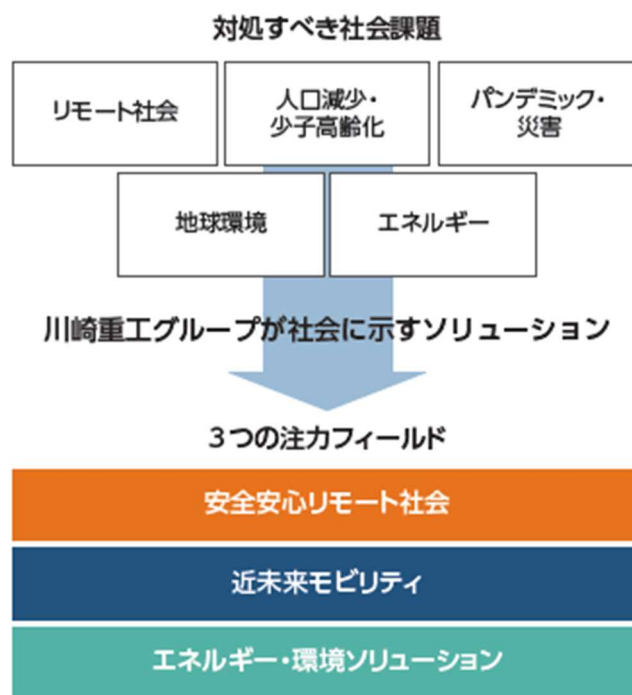 対処すべき社会課題
リモート社会
人口減少・
少子高齢化
パンデミック・
災害
地球環境
エネルギー
川崎重工グループが社会に示すソリューション
3つの注力フィールド
安全安心リモート社会
近未来モビリティ
エネルギー・環境ソリューション